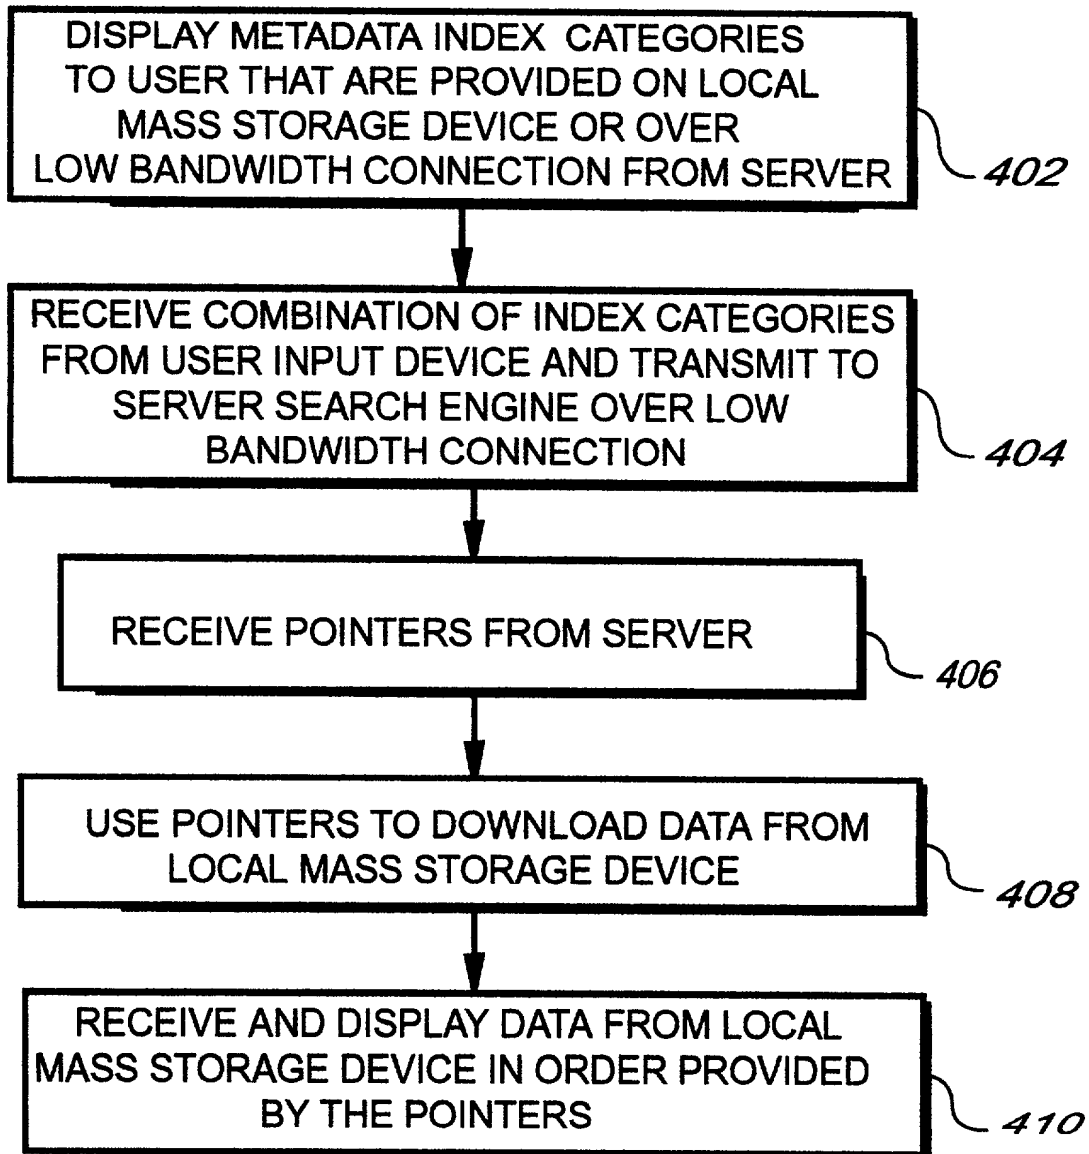 DISPLAY METADATA INDEX CATEGORIES
TO USER THAT ARE PROVIDED ON LOCAL
MASS STORAGE DEVICE OR OVER
LOW BANDWIDTH CONNECTION FROM SERVER
402
RECEIVE COMBINATION OF INDEX CATEGORIES
FROM USER INPUT DEVICE AND TRANSMIT TO
SERVER SEARCH ENGINE OVER LOW
BANDWIDTH CONNECTION
404
RECEIVE POINTERS FROM SERVER
406
USE POINTERS TO DOWNLOAD DATA FROM
LOCAL MASS STORAGE DEVICE
408
RECEIVE AND DISPLAY DATA FROM LOCAL
MASS STORAGE DEVICE IN ORDER PROVIDED
BY THE POINTERS
410